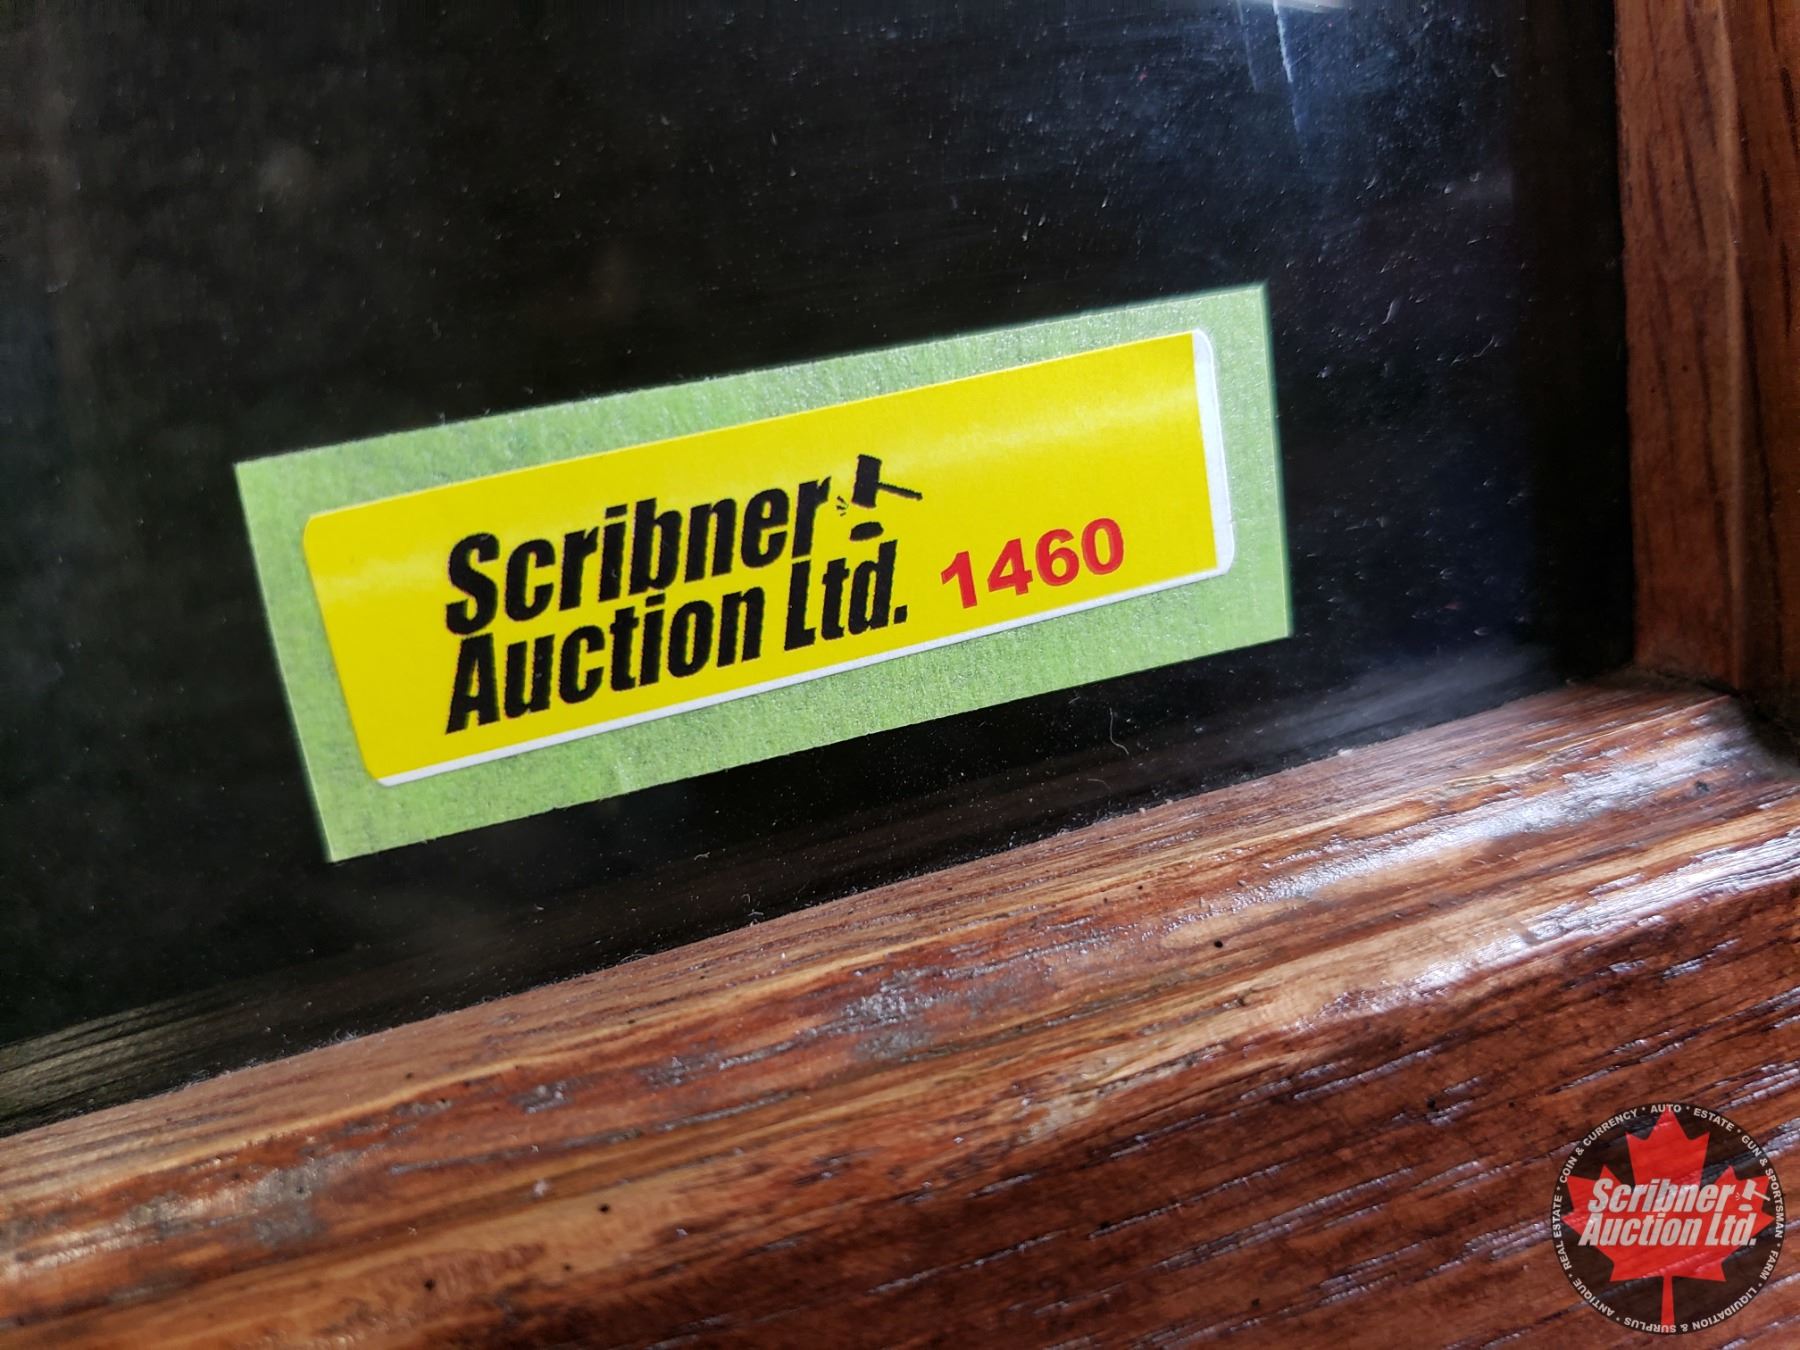 Scribner
Auction Ltd. 1460
COIN & CURRENCY • AUTO • ESTATE • GUN & SPORTSMAN • FARM • LIQUIDATION & SURPLUS • ANTIQUE • REAL ESTATE •
Scribner
Auction Ltd.